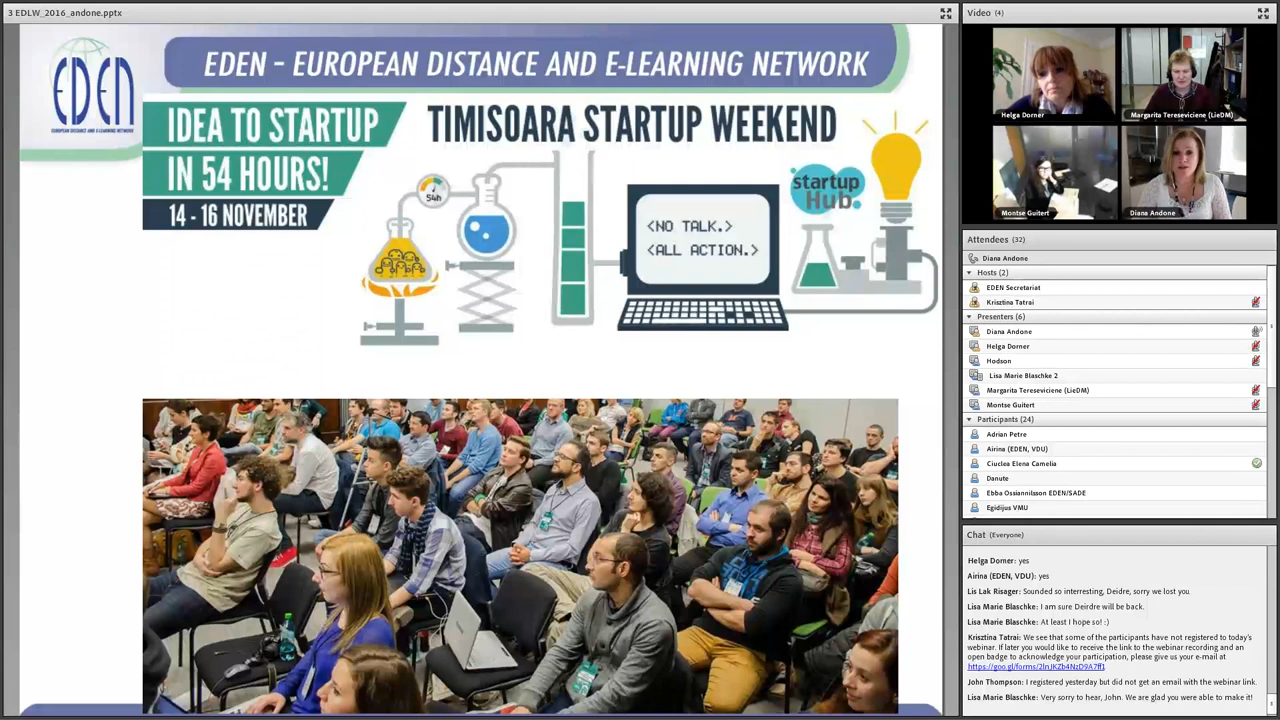 3 EDLW_2016_andone.pptx
EDEN
EUROPEAN DISTANCE AND E-LEARNING NETWORK
EDEN - EUROPEAN DISTANCE AND E-LEARNING NETWORK
IDEA TO STARTUP
IN 54 HOURS!
14 - 16 NOVEMBER
TIMISOARA STARTUP WEEKEND
54h
<NO TALK.>
<ALL ACTION.>
startup
Hub.
Video (4)
Helga Dorner
Margarita Tereseviciene (LieDM)
Montse Guitert
Diana Andone
Attendees (32)
Diana Andone
Hosts (2)
EDEN Secretariat
Krisztina Tatrai
Presenters (6)
Diana Andone
Helga Dorner
Hodson
Lisa Marie Blaschke 2
Margarita Tereseviciene (LieDM)
Montse Guitert
Participants (24)
Adrian Petre
Airina (EDEN, VDU)
Ciuclea Elena Camelia
Danute
Ebba Ossiannilsson EDEN/SADE
Egidijus VMU
Chat (Everyone)
Helga Dorner: yes
Airina (EDEN, VDU): yes
Lis Lak Risager: Sounded so interresting, Deidre, sorry we lost you.
Lisa Marie Blaschke: I am sure Deirdre will be back.
Lisa Marie Blaschke: At least I hope so! :)
Krisztina Tatrai: We see that some of the participants have not registered to today's
webinar. If later you would like to receive the link to the webinar recording and an
open badge to acknowledge your participation, please give us your e-mail at
https://goo.gl/forms/2lnJKZb4NzD9A7ff1
John Thompson: I registered yesterday but did not get an email with the webinar link.
Lisa Marie Blaschke: Very sorry to hear, John. We are glad you were able to make it!